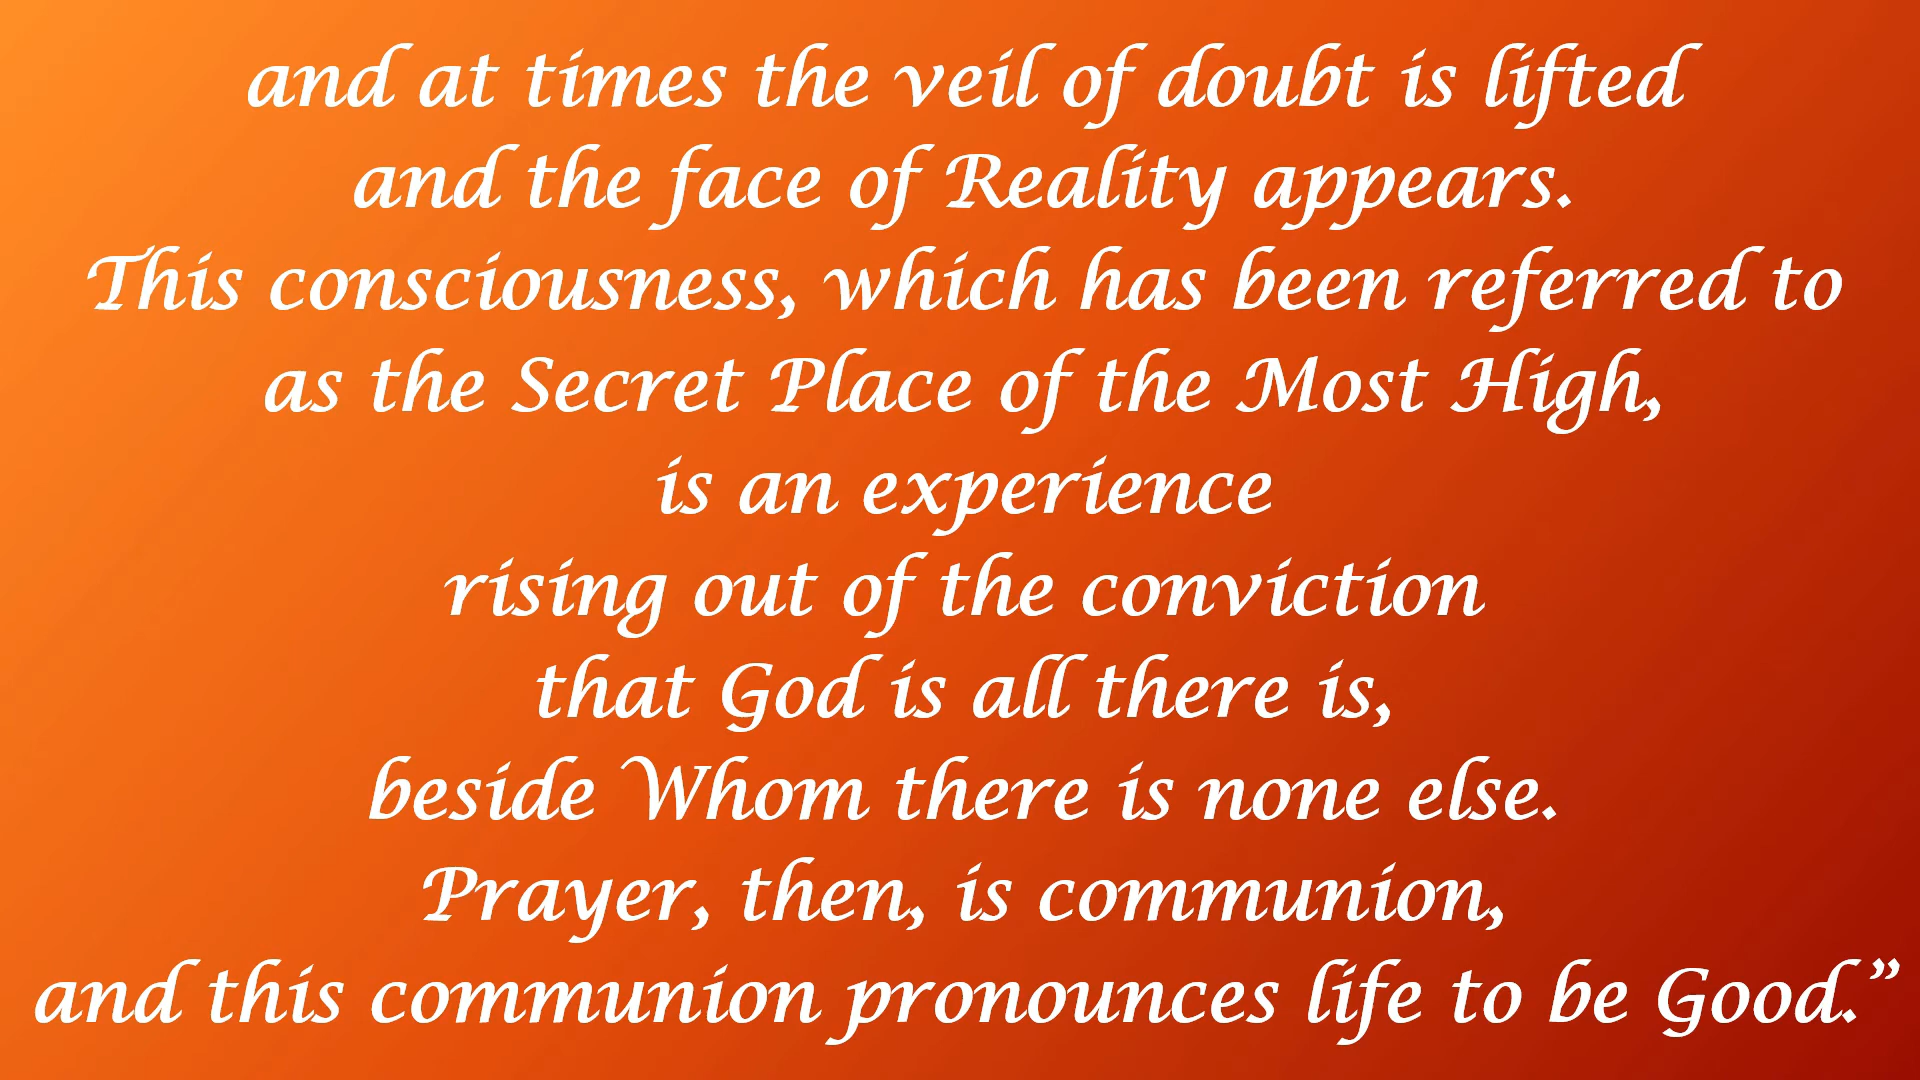 and at times the veil of doubt is lifted
and the face of Reality appears.
This consciousness, which has been referred to
as the Secret Place of the Most High,
is an experience
rising out of the conviction
that God is all there is,
beside Whom there is none else.
Prayer, then, is communion,
and this communion pronounces life to be Good.”